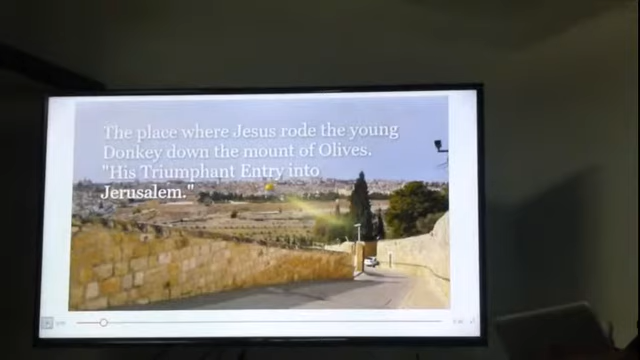 The place where Jesus rode the young
Donkey down the mount of Olives.
"His Triumphant Entry into
Jerusalem."